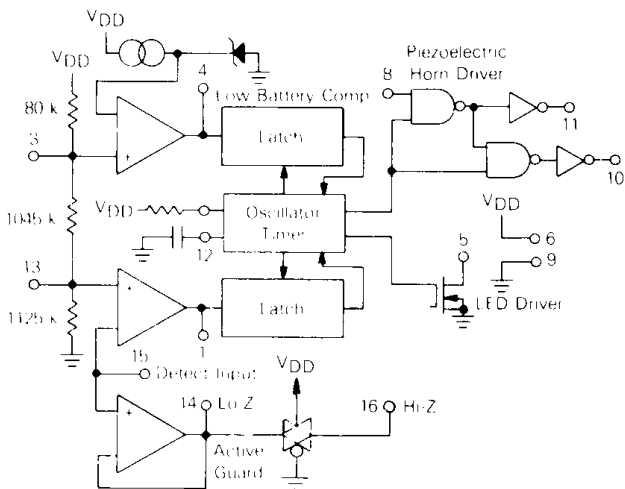 VDD
VDD
80 k
3
4
Low Battery Comp
Latch
Piezoelectric
Horn Driver
8
11
10
1045 k
VDD
Oscillator
Timer
12
VDD
6
9
5
LED Driver
13
1125 k
Latch
1
15
Detect Input
14
Lo Z
VDD
16
Hi-Z
Active
Guard
+
+
+